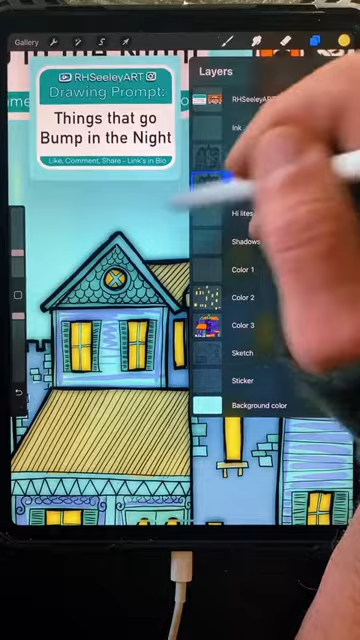 Gallery
RHSeeleyART
Drawing Prompt:
Things that go
Bump in the Night
Like, Comment, Share - Link's in Bio
Layers
RHSeeleyART
Ink
Hi lites
Shadows
Color 1
Color 2
Color 3
Sketch
Sticker
Background color